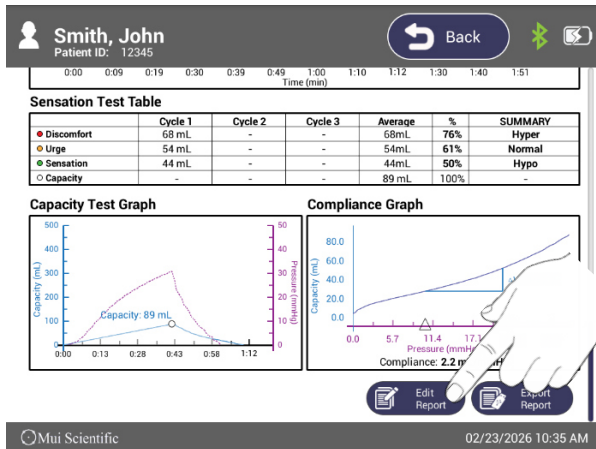 Smith, John
Patient ID: 12345
Back
0:00 0:09 0:19 0:30 0:39 0:49 1:00 1:10 1:12 1:30 1:40 1:51
Time (min)
Sensation Test Table
Cycle 1 Cycle 2 Cycle 3 Average % SUMMARY
Discomfort 68 mL - - 68mL 76% Hyper
Urge 54 mL - - 54mL 61% Normal
Sensation 44 mL - - 44mL 50% Hypo
Capacity - - - 89 mL 100% -
Capacity Test Graph
Compliance Graph
500
400
300
200
100
0
Capacity (mL)
50
40
30
20
10
0
Pressure (mmHg)
Capacity: 89 mL
0:00 0:13 0:28 0:43 0:58 1:12
80.0
60.0
40.0
20.0
0.0
Capacity (mL)
0.0 5.7 11.4 17.1
Pressure (mmHg
Compliance: 2.2 m
Edit
Report
Export
Report
Mui Scientific
02/23/2026 10:35 AM